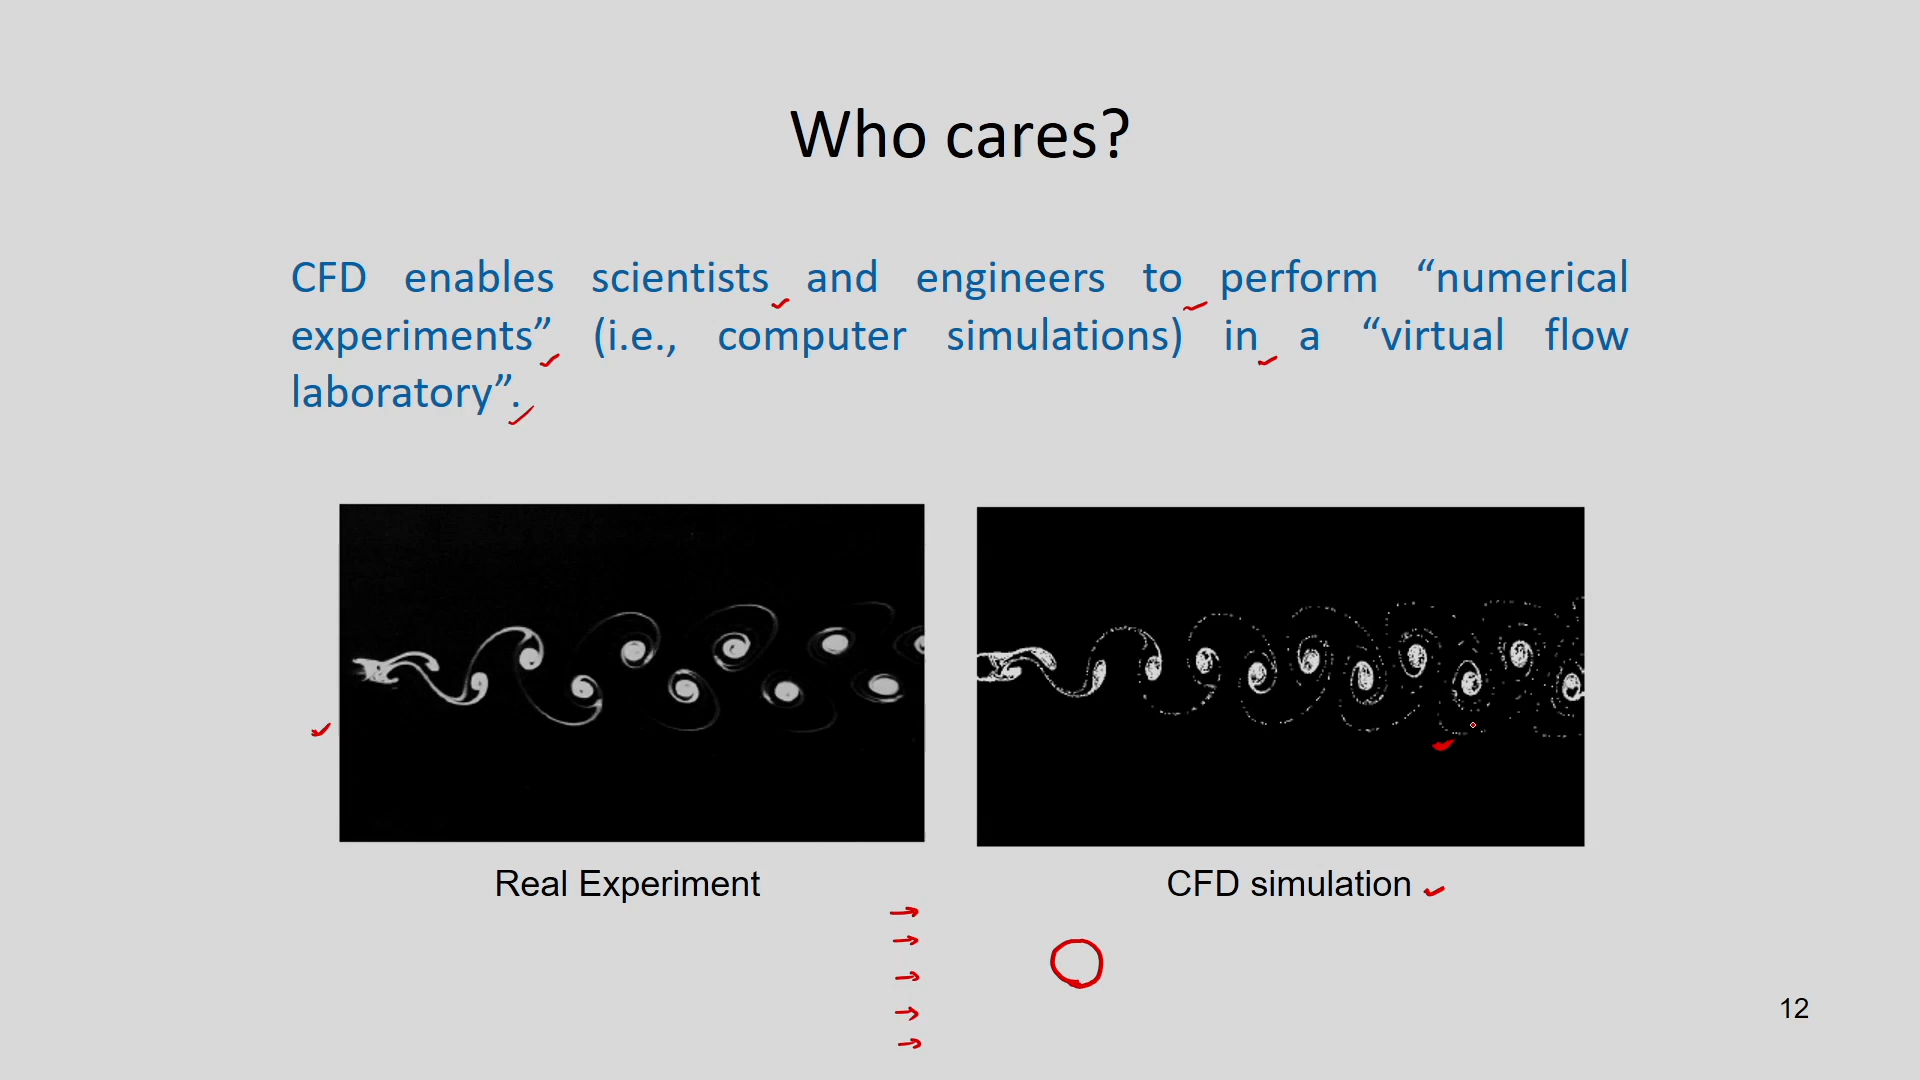 Who cares?
CFD enables scientists and engineers to perform “numerical
experiments” (i.e., computer simulations) in a “virtual flow
laboratory”.
Real Experiment
CFD simulation
12